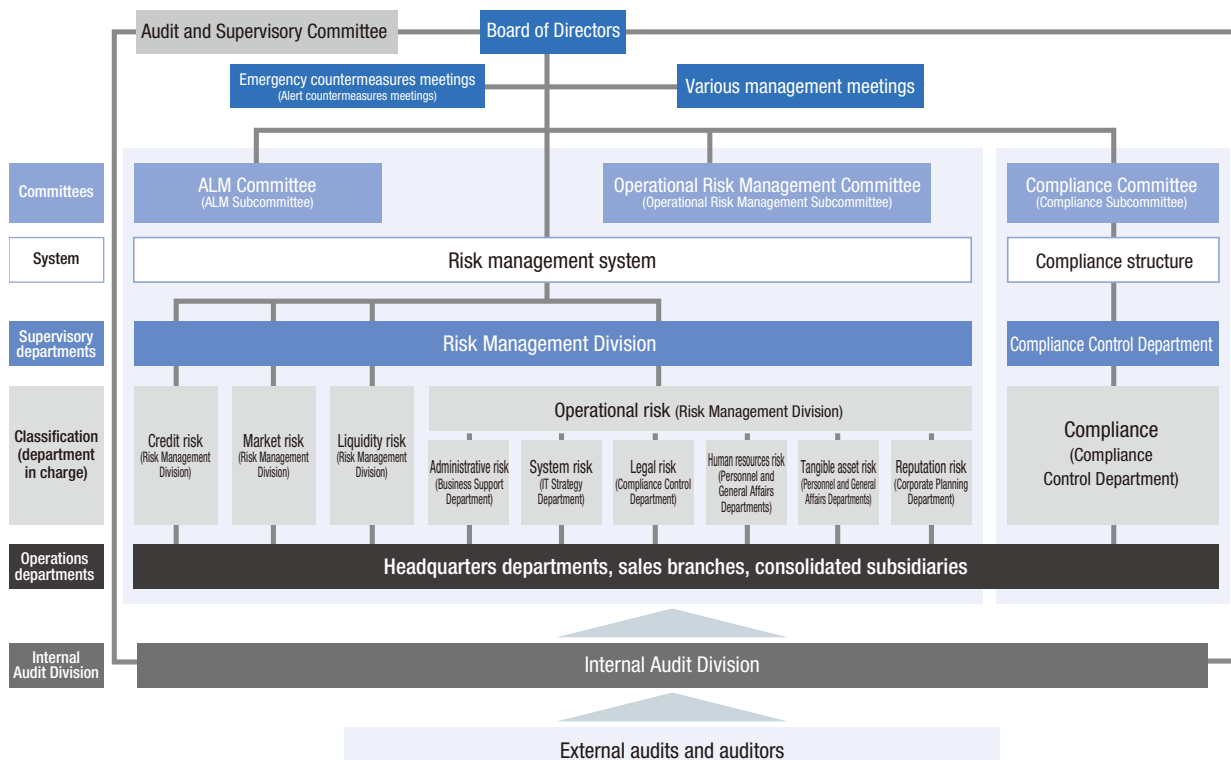 Audit and Supervisory Committee
Board of Directors
Emergency countermeasures meetings
(Alert countermeasures meetings)
Various management meetings
Committees
ALM Committee
(ALM Subcommittee)
Operational Risk Management Committee
(Operational Risk Management Subcommittee)
Compliance Committee
(Compliance Subcommittee)
System
Risk management system
Compliance structure
Supervisory
departments
Risk Management Division
Compliance Control Department
Classification
(department
in charge)
Credit risk
(Risk Management
Division)
Market risk
(Risk Management
Division)
Liquidity risk
(Risk Management
Division)
Operational risk (Risk Management Division)
Administrative risk
(Business Support
Department)
System risk
(IT Strategy
Department)
Legal risk
(Compliance Control
Department)
Human resources risk
(Personnel and
General Affairs
Departments)
Tangible asset risk
(Personnel and General
Affairs Departments)
Reputation risk
(Corporate Planning
Department)
Compliance
(Compliance
Control Department)
Operations
departments
Headquarters departments, sales branches, consolidated subsidiaries
Internal
Audit Division
Internal Audit Division
External audits and auditors